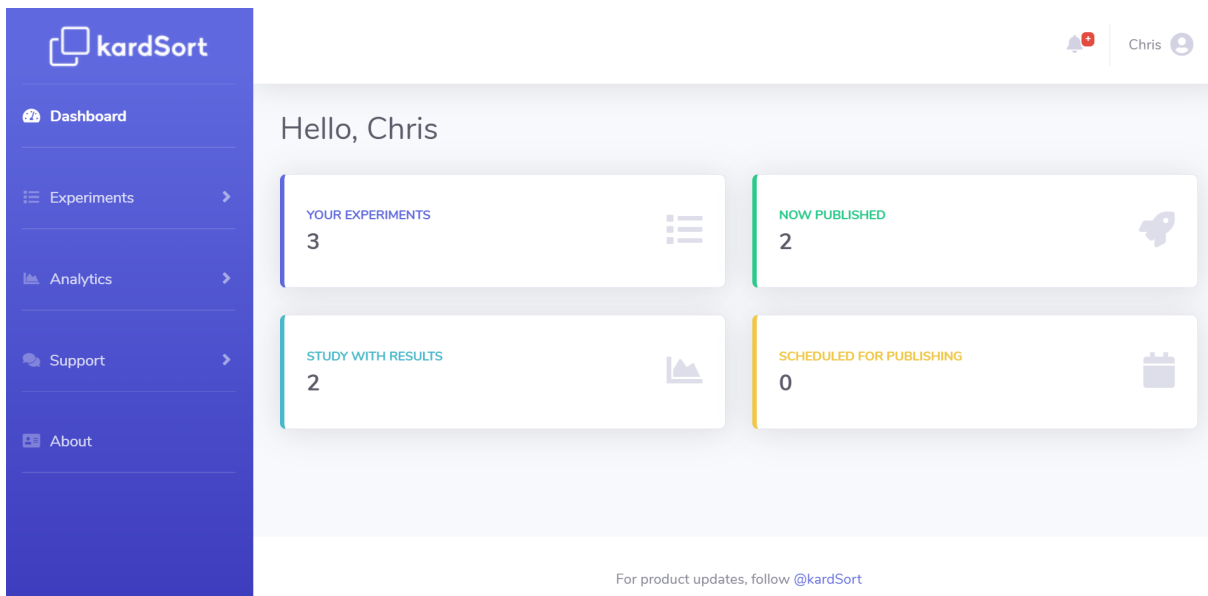 kardSort
Chris
Dashboard
Experiments
Analytics
Support
About
Hello, Chris
YOUR EXPERIMENTS
3
NOW PUBLISHED
2
STUDY WITH RESULTS
2
SCHEDULED FOR PUBLISHING
0
For product updates, follow @kardSort